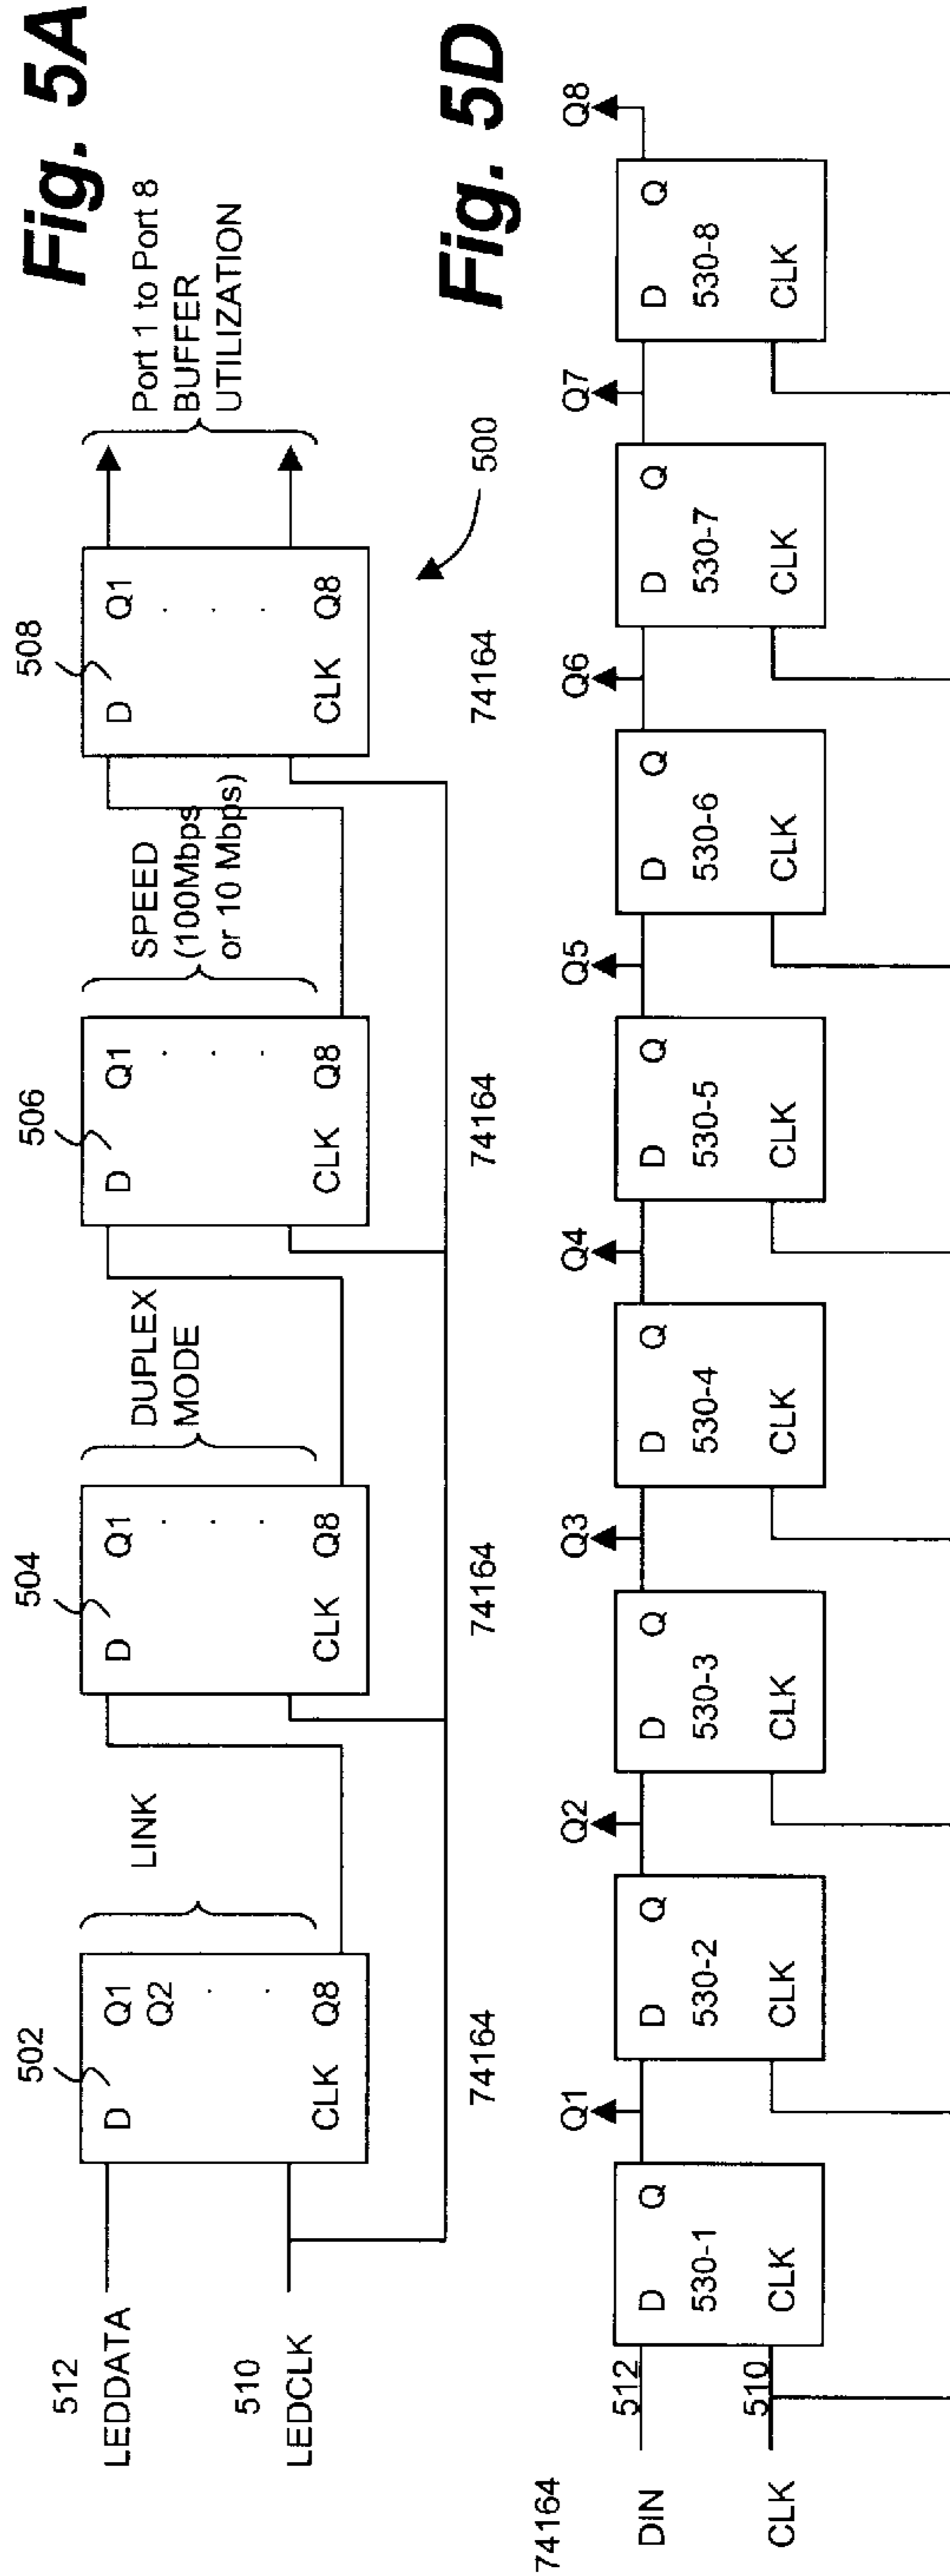 Fig. 5A
502
504
506
508
512
LEDDATA
510
LEDCLK
D
Q1
Q2
CLK
Q8
LINK
D
Q1
CLK
Q8
DUPLEX
MODE
D
Q1
CLK
Q8
SPEED
(100Mbps
or 10 Mbps)
D
Q1
CLK
Q8
Port 1 to Port 8
BUFFER
UTILIZATION
500
74164
74164
74164
74164
Fig. 5D
74164
Q1
Q2
Q3
Q4
Q5
Q6
Q7
Q8
DIN
512
CLK
510
D
Q
530-1
CLK
D
Q
530-2
CLK
D
Q
530-3
CLK
D
Q
530-4
CLK
D
Q
530-5
CLK
D
Q
530-6
CLK
D
Q
530-7
CLK
D
Q
530-8
CLK